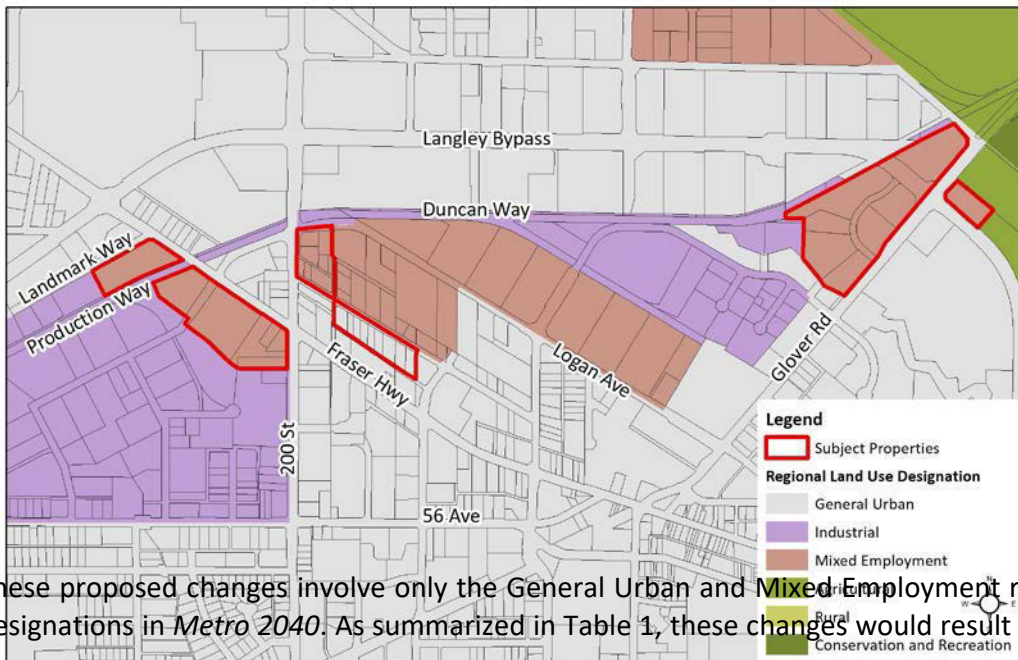 Langley Bypass
Duncan Way
Landmark Way
Production Way
Fraser Hwy
Logan Ave
Glover Rd
200 St
56 Ave
Legend
Subject Properties
Regional Land Use Designation
General Urban
Industrial
Mixed Employment
Agricultural
Rural
Conservation and Recreation
N
W
hese proposed changes involve only the General Urban and Mixed Employment
esignations in Metro 2040. As summarized in Table 1, these changes would result